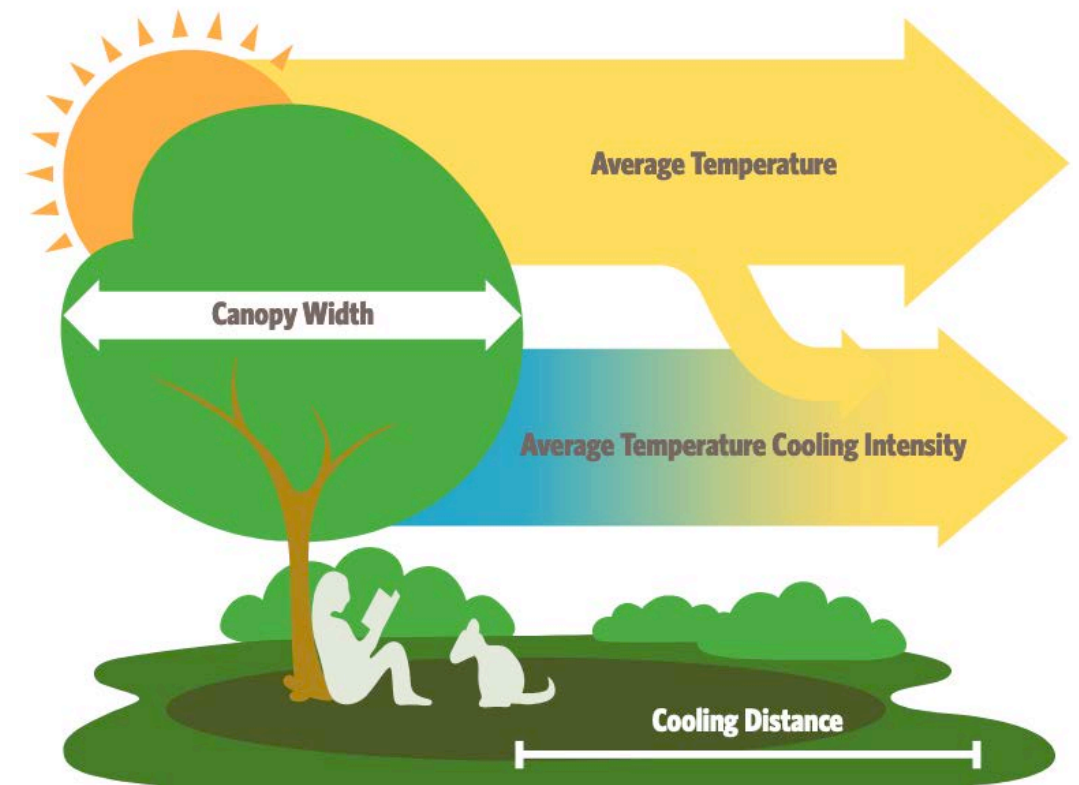 Average Temperature
Canopy Width
Average Temperature Cooling Intensity
Cooling Distance